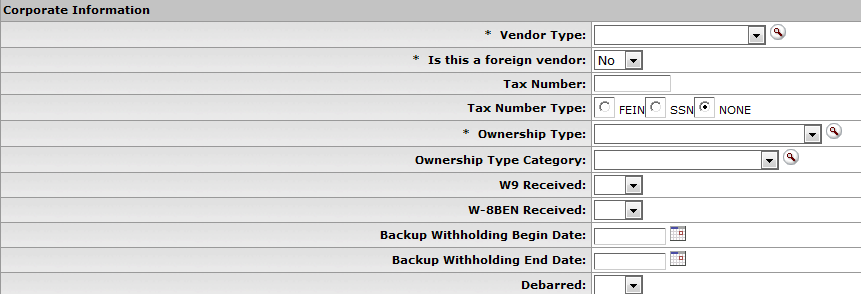 Corporate Information
* Vendor Type:
* Is this a foreign vendor: No
Tax Number:
Tax Number Type: FEIN SSN NONE
* Ownership Type:
Ownership Type Category:
W9 Received:
W-8BEN Received:
Backup Withholding Begin Date:
Backup Withholding End Date:
Debarred: